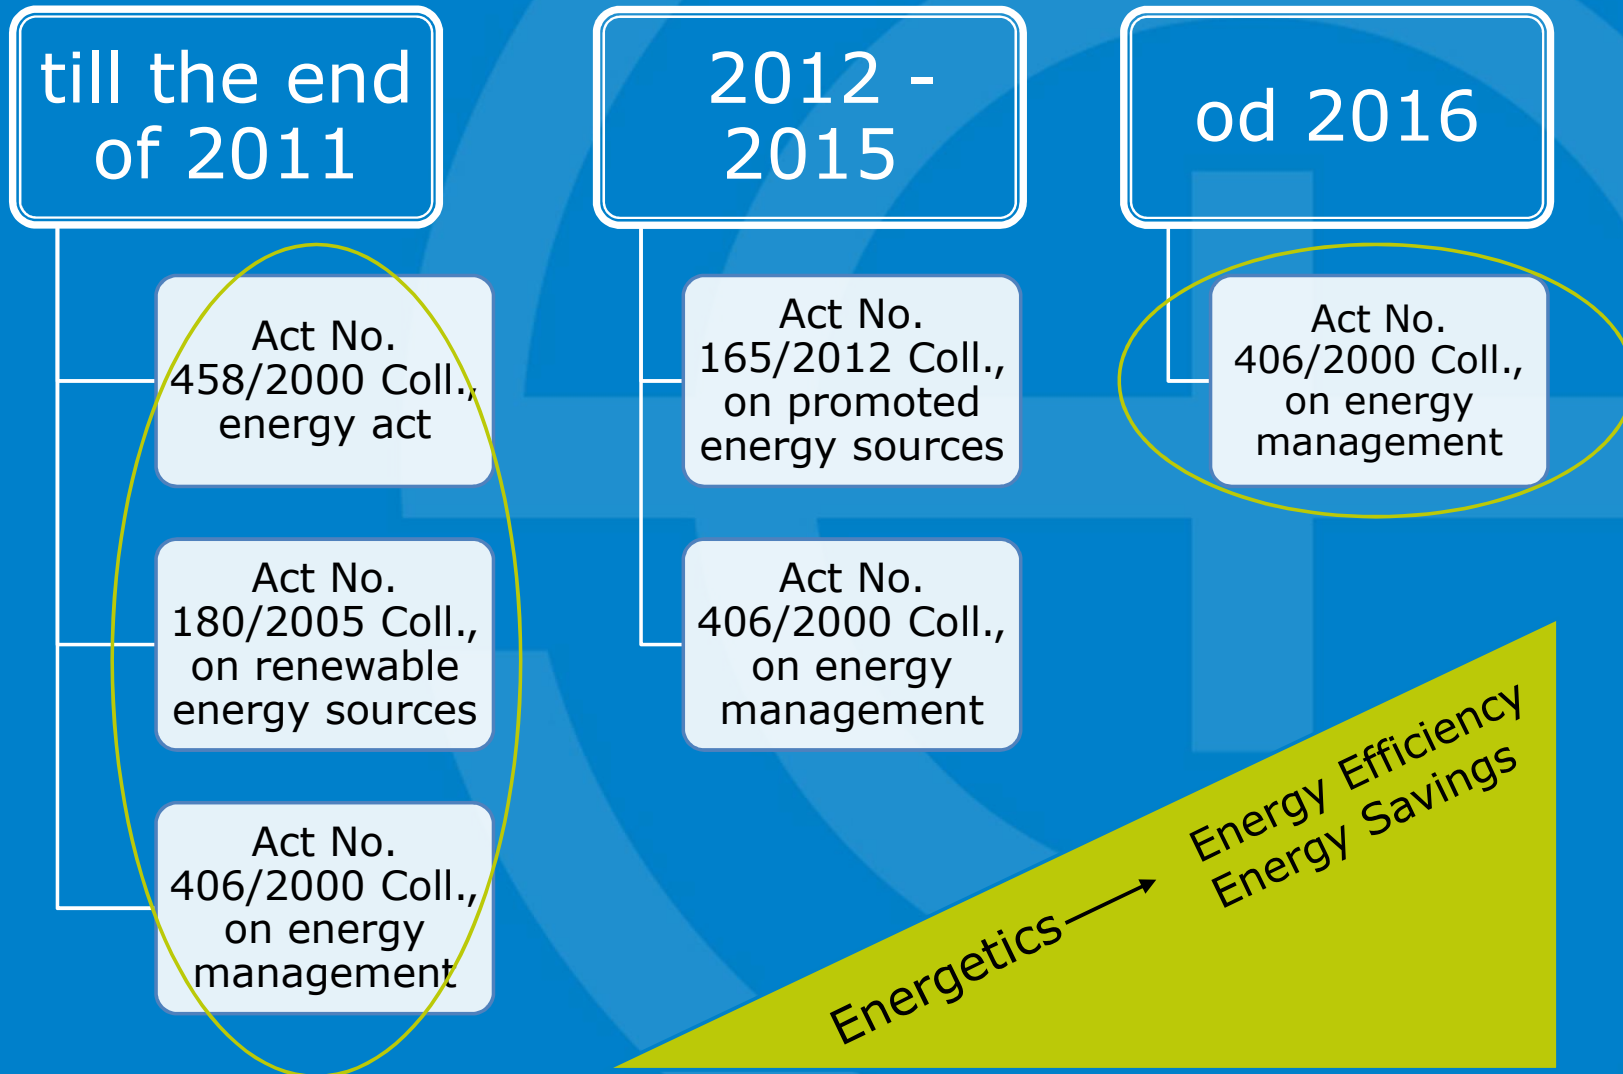 till the end
of 2011
Act No.
458/2000 Coll.,
energy act
Act No.
180/2005 Coll.,
on renewable
energy sources
Act No.
406/2000 Coll.,
on energy
management
2012 -
2015
Act No.
165/2012 Coll.,
on promoted
energy sources
Act No.
406/2000 Coll.,
on energy
management
od 2016
Act No.
406/2000 Coll.,
on energy
management
Energetics
Energy Efficiency
Energy Savings